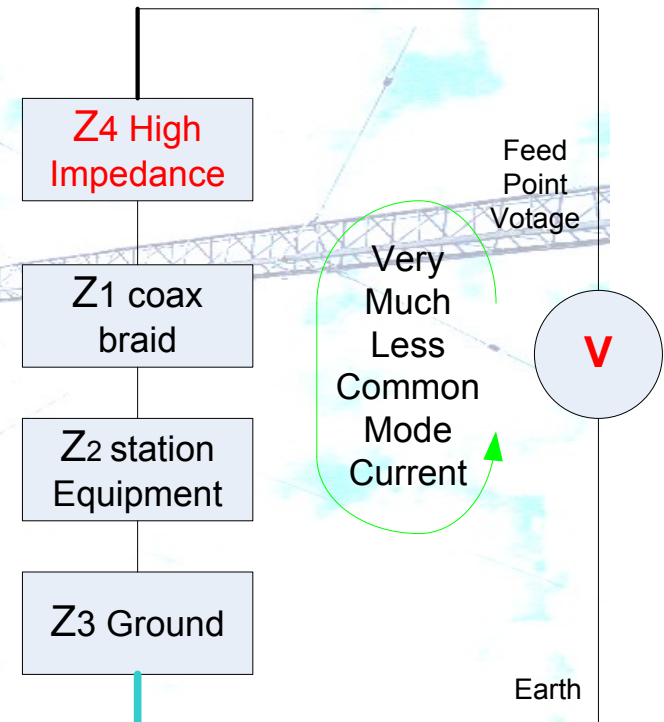 Z4 High
Impedance
Feed
Point
Votage
Z1 coax
braid
Very
Much
Less
Common
Mode
Current
V
Z2 station
Equipment
Z3 Ground
Earth